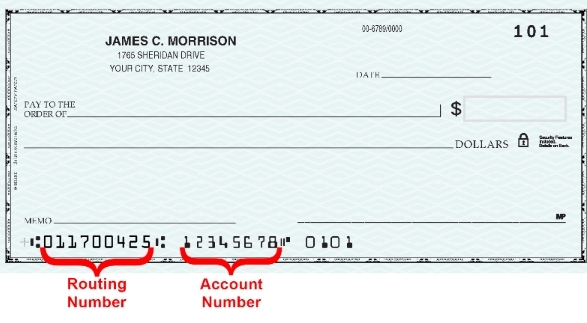 JAMES C. MORRISON
1765 SHERIDAN DRIVE
YOUR CITY, STATE 12345
00-6789/0000
101
DATE
PAY TO THE
ORDER OF
$
DOLLARS
Security Features
Included.
Details on Back.
MEMO
MP
⑆011700425⑆ 12345678⑈ 0101
Routing
Number
Account
Number